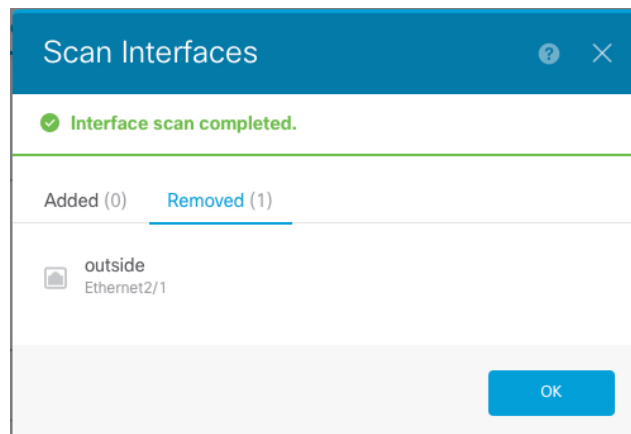 Scan Interfaces
Interface scan completed.
Added (0) Removed (1)
outside
Ethernet2/1
OK